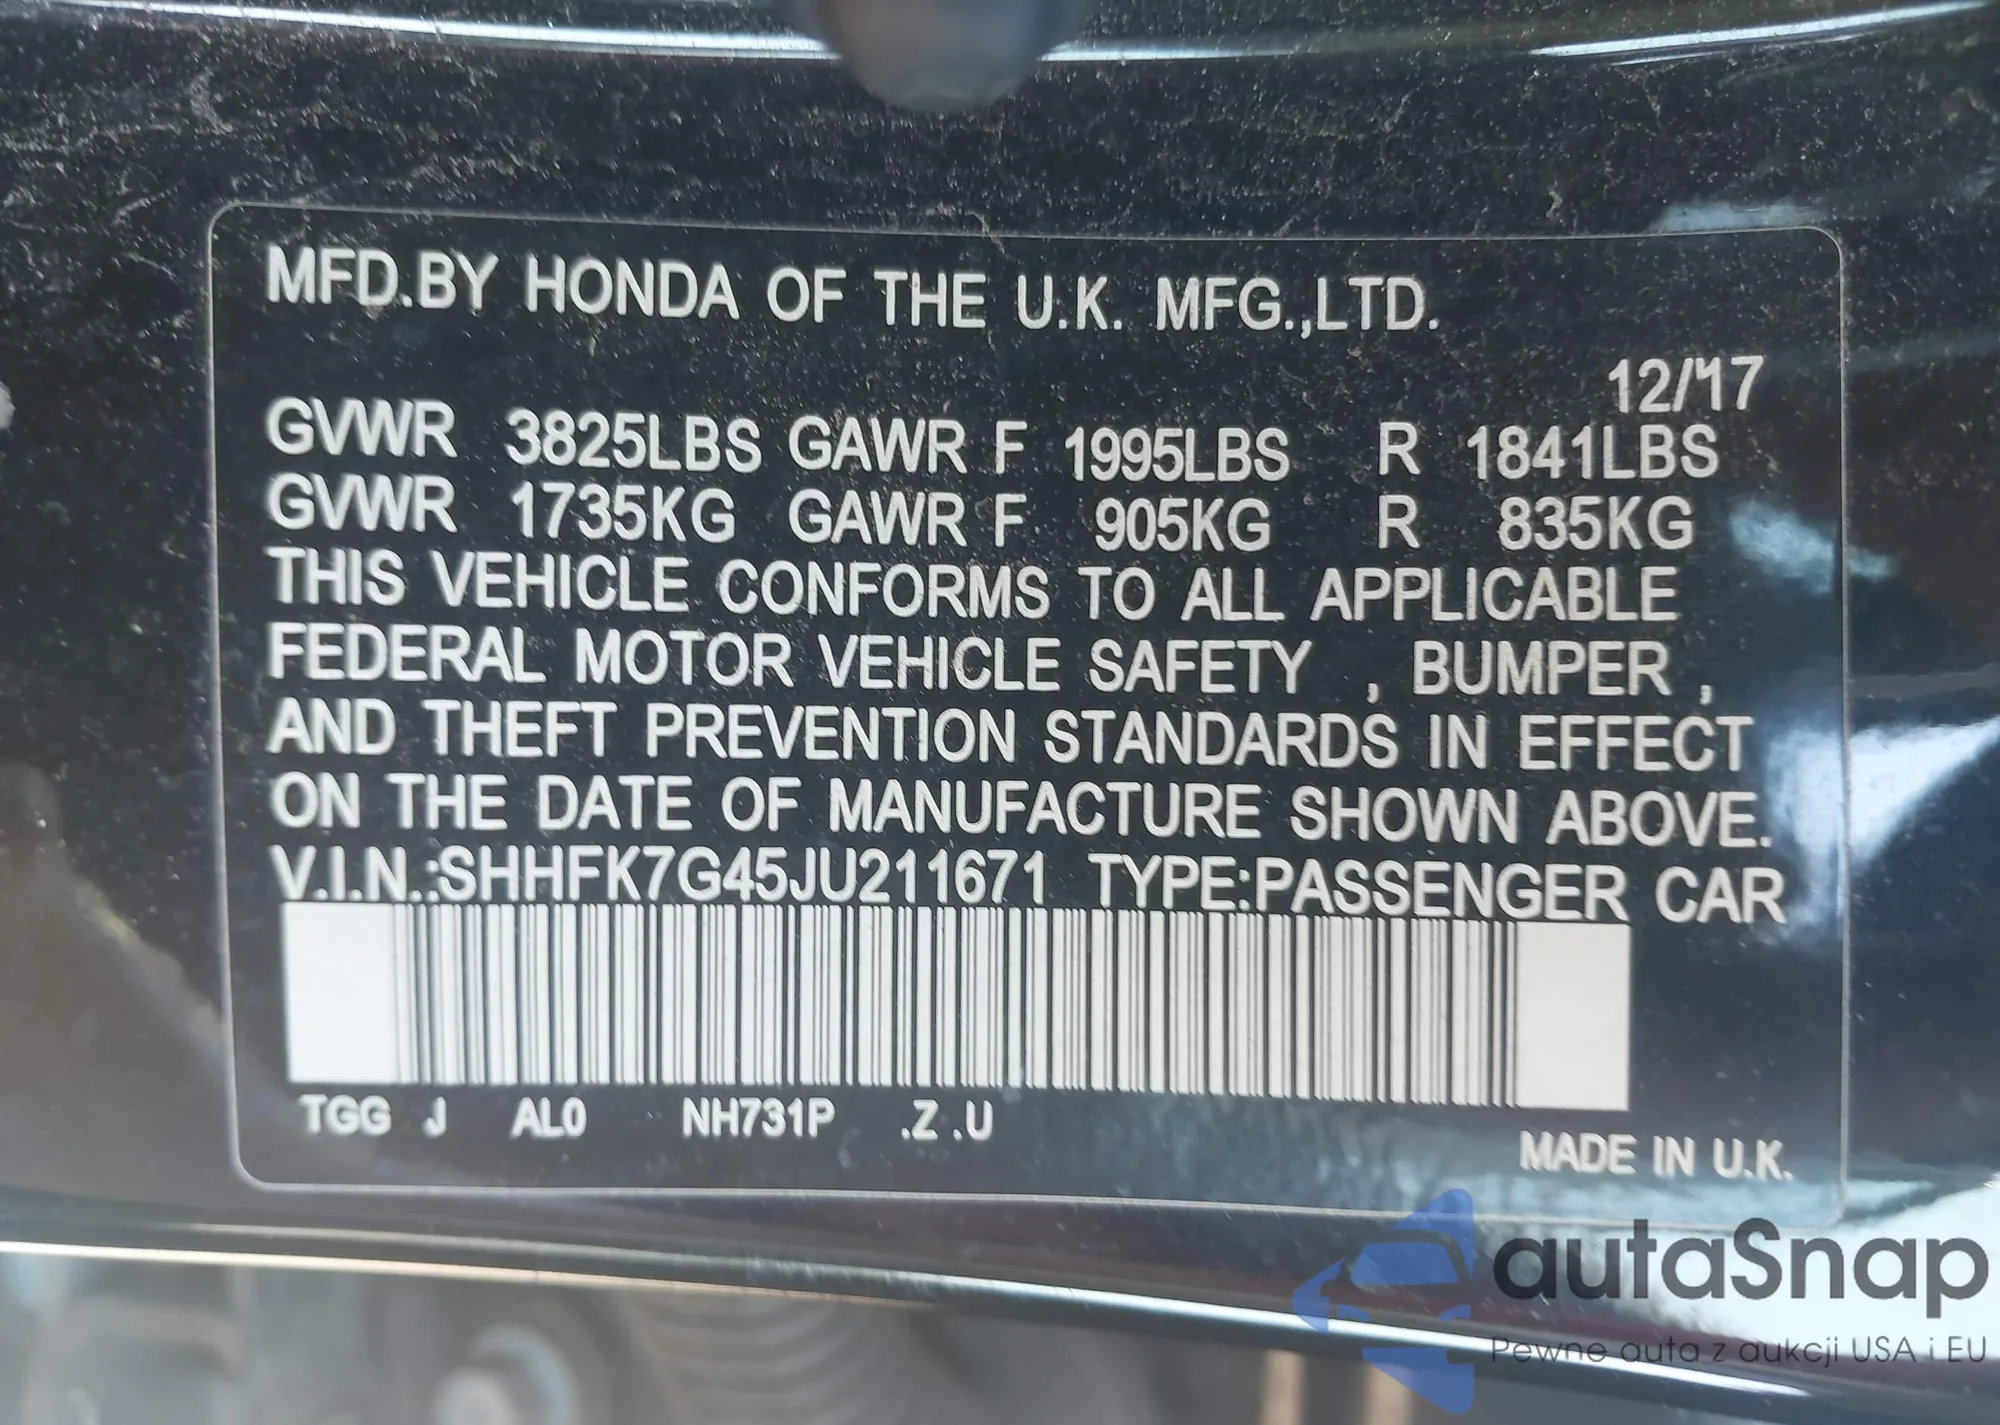 MFD.BY HONDA OF THE U.K. MFG.,LTD.
12/'17
GVWR 3825LBS GAWR F 1995LBS R 1841LBS
GVWR 1735KG GAWR F 905KG R 835KG
THIS VEHICLE CONFORMS TO ALL APPLICABLE
FEDERAL MOTOR VEHICLE SAFETY , BUMPER ,
AND THEFT PREVENTION STANDARDS IN EFFECT
ON THE DATE OF MANUFACTURE SHOWN ABOVE.
V.I.N.:SHHFK7G45JU211671 TYPE:PASSENGER CAR
TGG J AL0 NH731P .Z .U
MADE IN U.K.
autaSnap
Pewne auta z aukcji USA i EU